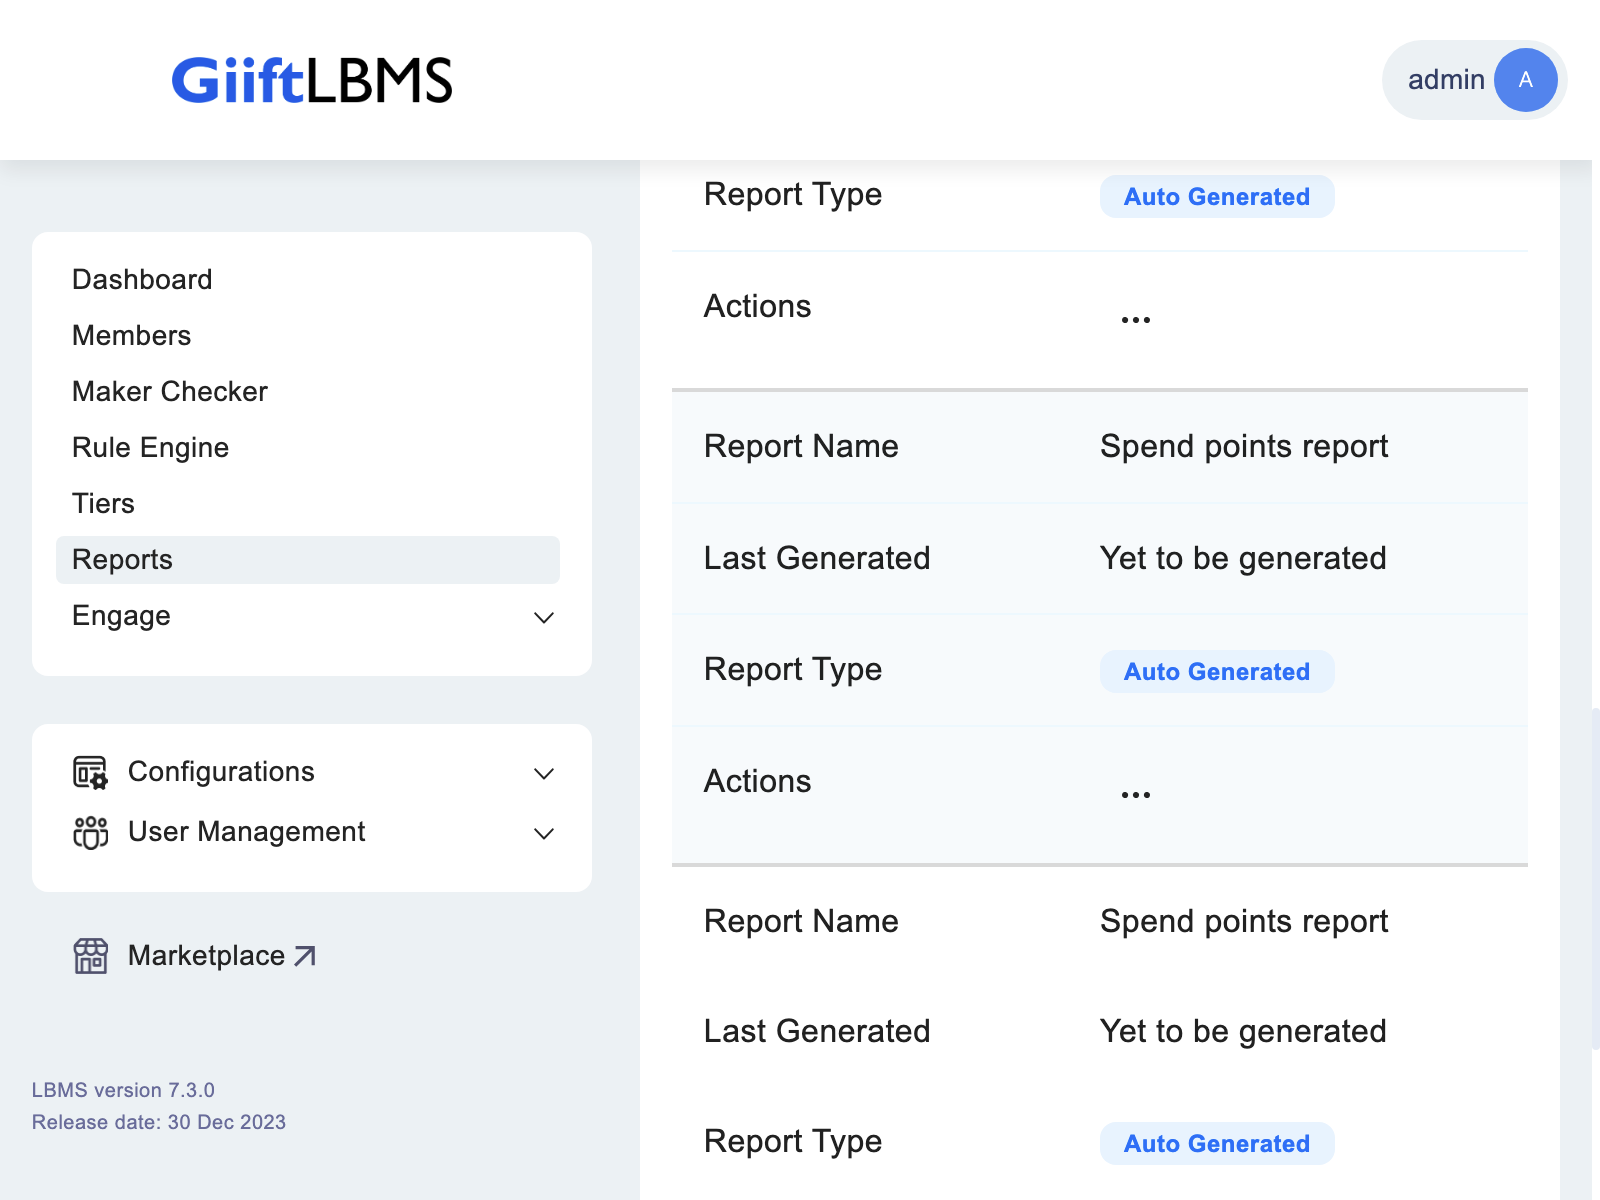 GiiftLBMS
admin A
Dashboard
Members
Maker Checker
Rule Engine
Tiers
Reports
Engage
Configurations
User Management
Marketplace
LBMS version 7.3.0
Release date: 30 Dec 2023
Report Type Auto Generated
Actions ...
Report Name Spend points report
Last Generated Yet to be generated
Report Type Auto Generated
Actions ...
Report Name Spend points report
Last Generated Yet to be generated
Report Type Auto Generated